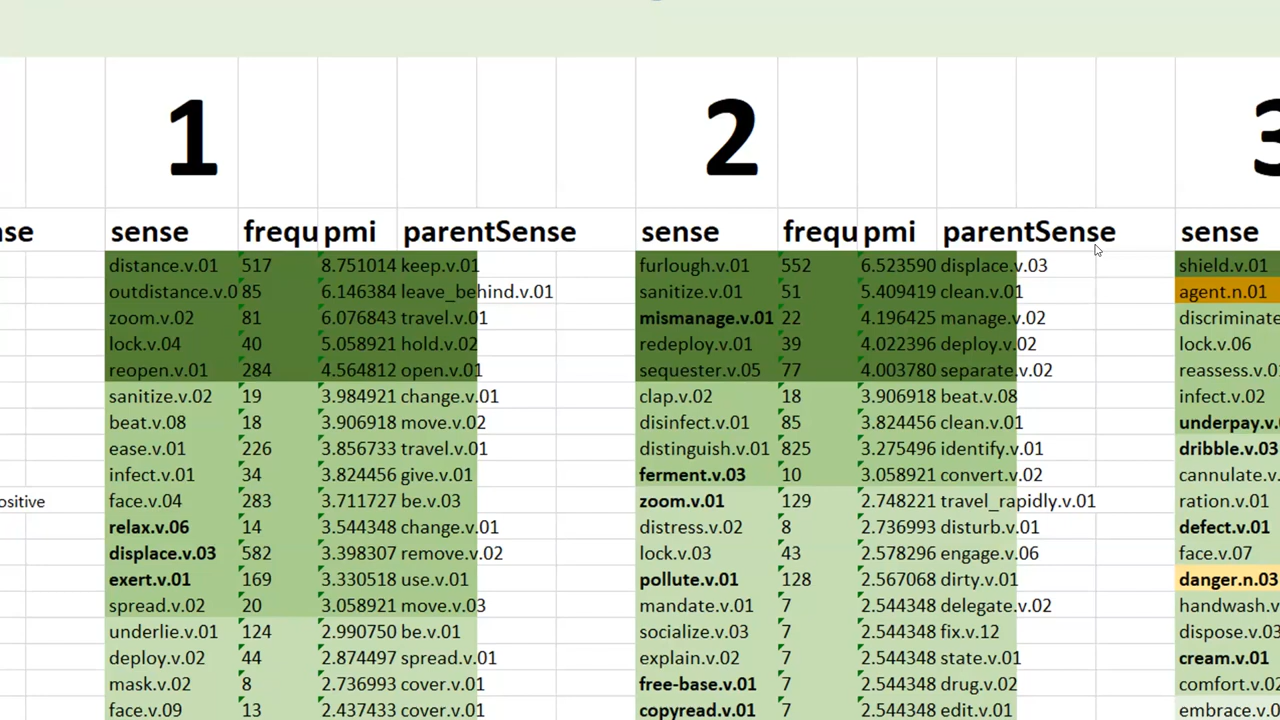 1 2 3
nse sense frequ pmi parentSense sense frequ pmi parentSense sense
distance.v.01 517 8.751014 keep.v.01 furlough.v.01 552 6.523590 displace.v.03 shield.v.01
outdistance.v.0 85 6.146384 leave_behind.v.01 sanitize.v.01 51 5.409419 clean.v.01 agent.n.01
zoom.v.02 81 6.076843 travel.v.01 mismanage.v.01 22 4.196425 manage.v.02 discriminate
lock.v.04 40 5.058921 hold.v.02 redeploy.v.01 39 4.022396 deploy.v.02 lock.v.06
reopen.v.01 284 4.564812 open.v.01 sequester.v.05 77 4.003780 separate.v.02 reassess.v.01
sanitize.v.02 19 3.984921 change.v.01 clap.v.02 18 3.906918 beat.v.08 infect.v.02
beat.v.08 18 3.906918 move.v.02 disinfect.v.01 85 3.824456 clean.v.01 underpay.v.
ease.v.01 226 3.856733 travel.v.01 distinguish.v.01 825 3.275496 identify.v.01 dribble.v.03
infect.v.01 34 3.824456 give.v.01 ferment.v.03 10 3.058921 convert.v.02 cannulate.v.
ositive face.v.04 283 3.711727 be.v.03 zoom.v.01 129 2.748221 travel_rapidly.v.01 ration.v.01
relax.v.06 14 3.544348 change.v.01 distress.v.02 8 2.736993 disturb.v.01 defect.v.01
displace.v.03 582 3.398307 remove.v.02 lock.v.03 43 2.578296 engage.v.06 face.v.07
exert.v.01 169 3.330518 use.v.01 pollute.v.01 128 2.567068 dirty.v.01 danger.n.03
spread.v.02 20 3.058921 move.v.03 mandate.v.01 7 2.544348 delegate.v.02 handwash.v
underlie.v.01 124 2.990750 be.v.01 socialize.v.03 7 2.544348 fix.v.12 dispose.v.03
deploy.v.02 44 2.874497 spread.v.01 explain.v.02 7 2.544348 state.v.01 cream.v.01
mask.v.02 8 2.736993 cover.v.01 free-base.v.01 7 2.544348 drug.v.02 comfort.v.02
face.v.09 13 2.437433 cover.v.01 copyread.v.01 7 2.544348 edit.v.01 embrace.v.0